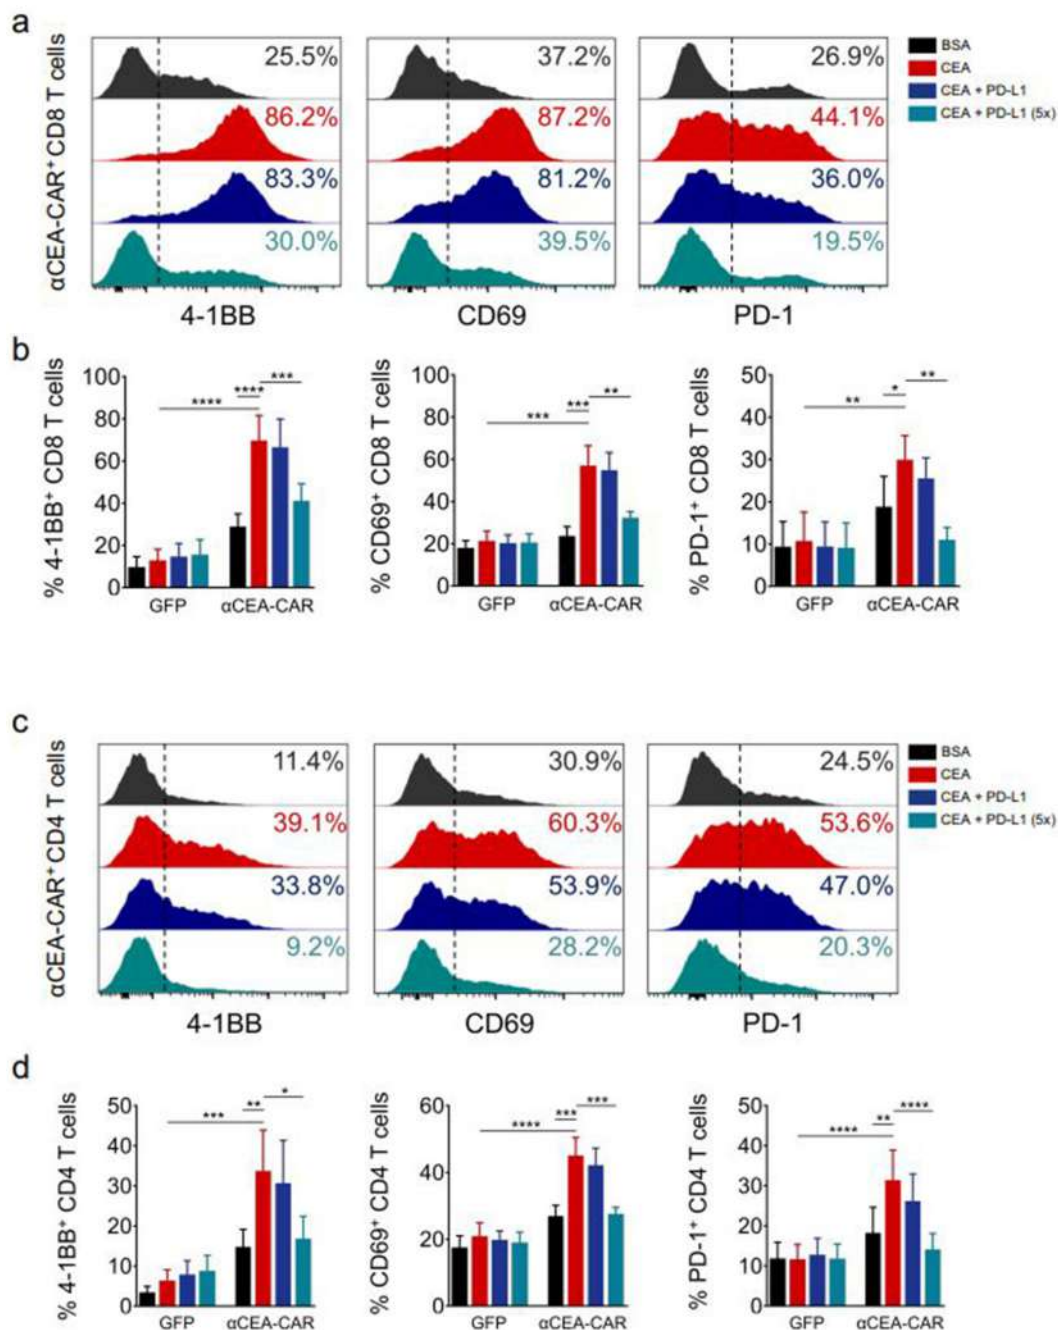 a
αCEA-CAR⁺ CD8 T cells
25.5%
86.2%
83.3%
30.0%
4-1BB
37.2%
87.2%
81.2%
39.5%
CD69
26.9%
44.1%
36.0%
19.5%
PD-1
BSA
CEA
CEA + PD-L1
CEA + PD-L1 (5x)
b
% 4-1BB⁺ CD8 T cells
100
80
60
40
20
0
****
****
***
GFP
αCEA-CAR
% CD69⁺ CD8 T cells
100
80
60
40
20
0
***
***
**
GFP
αCEA-CAR
% PD-1⁺ CD8 T cells
50
40
30
20
10
0
**
*
**
GFP
αCEA-CAR
c
αCEA-CAR⁺ CD4 T cells
11.4%
39.1%
33.8%
9.2%
4-1BB
30.9%
60.3%
53.9%
28.2%
CD69
24.5%
53.6%
47.0%
20.3%
PD-1
BSA
CEA
CEA + PD-L1
CEA + PD-L1 (5x)
d
% 4-1BB⁺ CD4 T cells
50
40
30
20
10
0
***
**
*
GFP
αCEA-CAR
% CD69⁺ CD4 T cells
60
40
20
0
****
***
***
GFP
αCEA-CAR
% PD-1⁺ CD4 T cells
50
40
30
20
10
0
****
**
****
GFP
αCEA-CAR